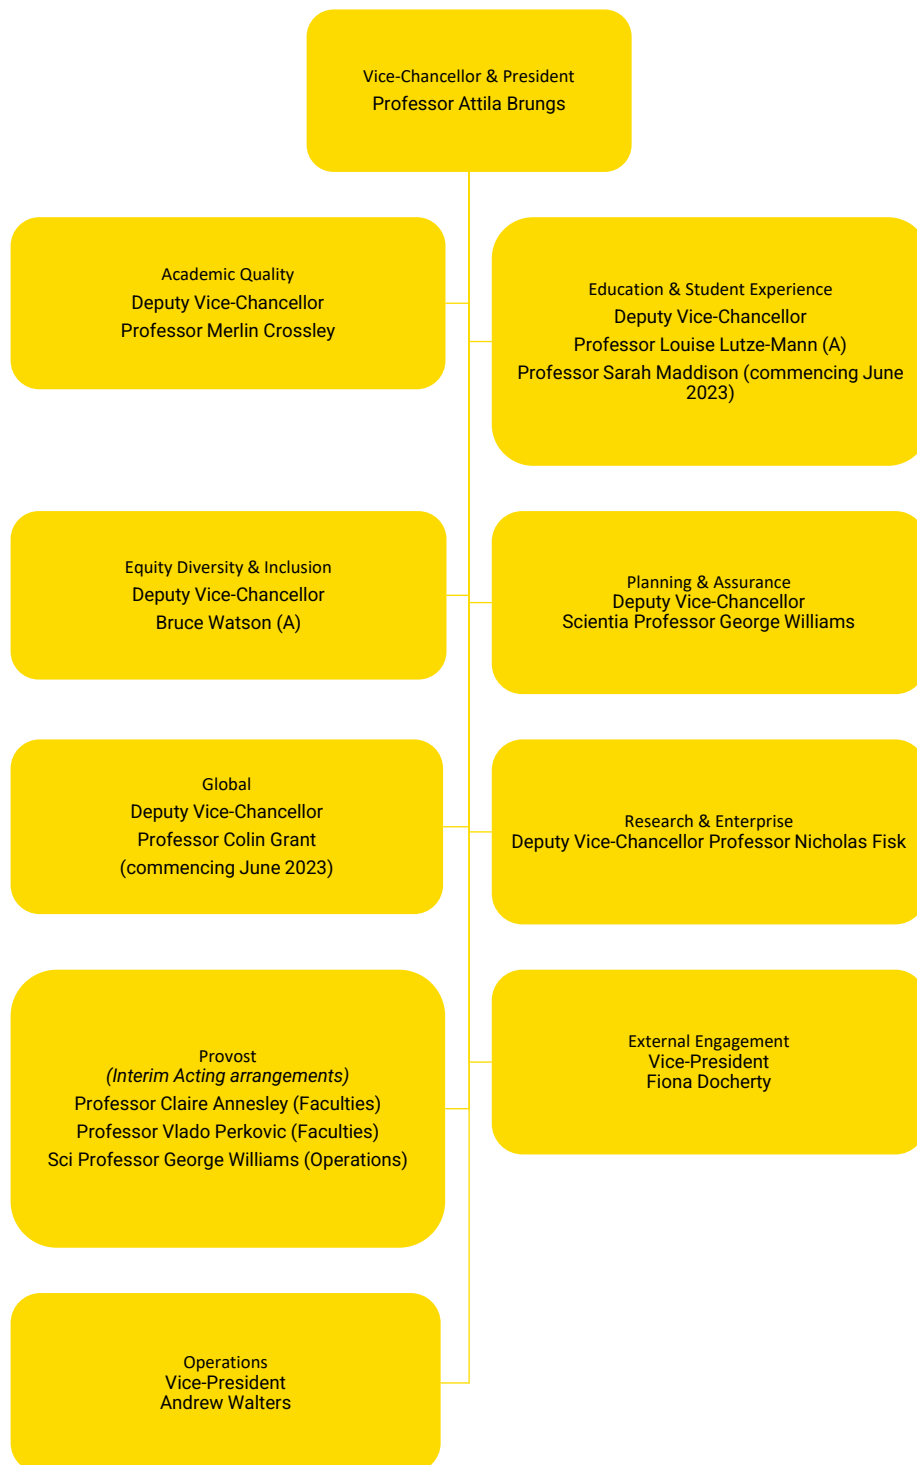 Vice-Chancellor & President
Professor Attila Brungs
Academic Quality
Deputy Vice-Chancellor
Professor Merlin Crossley
Education & Student Experience
Deputy Vice-Chancellor
Professor Louise Lutze-Mann (A)
Professor Sarah Maddison (commencing June
2023)
Equity Diversity & Inclusion
Deputy Vice-Chancellor
Bruce Watson (A)
Planning & Assurance
Deputy Vice-Chancellor
Scientia Professor George Williams
Global
Deputy Vice-Chancellor
Professor Colin Grant
(commencing June 2023)
Research & Enterprise
Deputy Vice-Chancellor Professor Nicholas Fisk
Provost
(Interim Acting arrangements)
Professor Claire Annesley (Faculties)
Professor Vlado Perkovic (Faculties)
Sci Professor George Williams (Operations)
External Engagement
Vice-President
Fiona Docherty
Operations
Vice-President
Andrew Walters